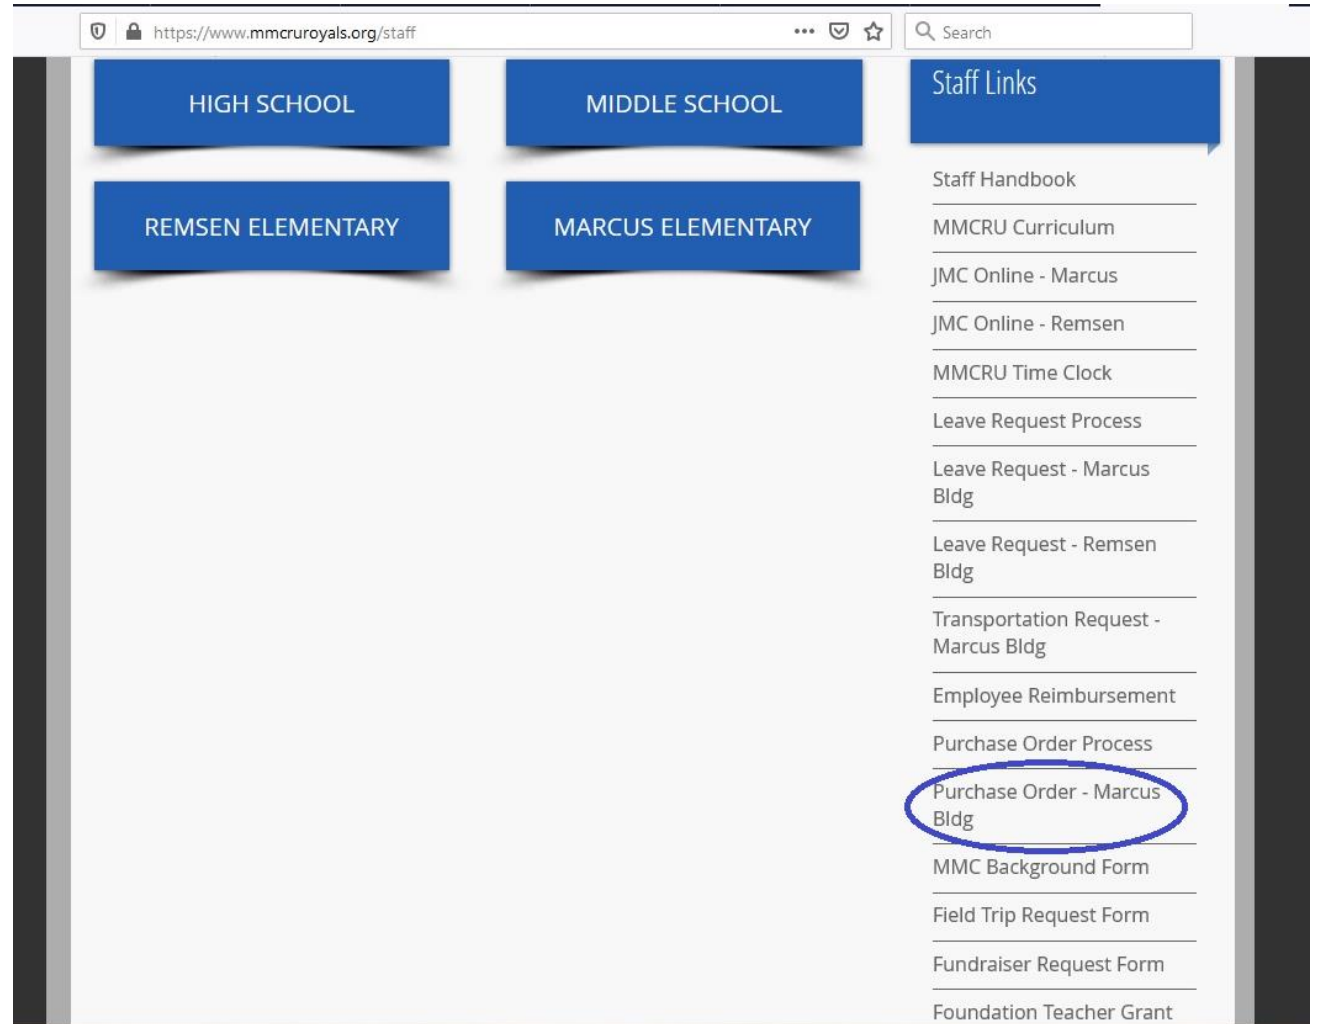 https://www.mmcruroyals.org/staff
Search
HIGH SCHOOL
MIDDLE SCHOOL
REMSEN ELEMENTARY
MARCUS ELEMENTARY
Staff Links
Staff Handbook
MMCRU Curriculum
JMC Online - Marcus
JMC Online - Remsen
MMCRU Time Clock
Leave Request Process
Leave Request - Marcus
Bldg
Leave Request - Remsen
Bldg
Transportation Request -
Marcus Bldg
Employee Reimbursement
Purchase Order Process
Purchase Order - Marcus
Bldg
MMC Background Form
Field Trip Request Form
Fundraiser Request Form
Foundation Teacher Grant